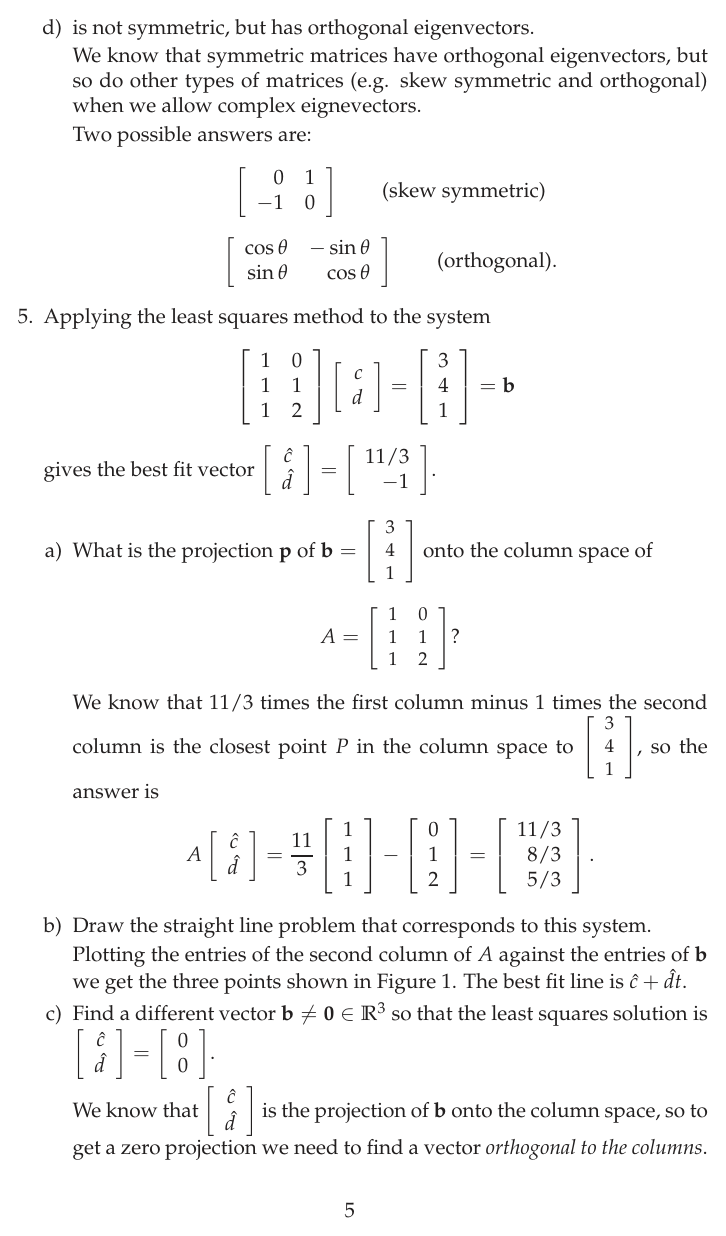 d) is not symmetric, but has orthogonal eigenvectors.
We know that symmetric matrices have orthogonal eigenvectors, but
so do other types of matrices (e.g. skew symmetric and orthogonal)
when we allow complex eignevectors.
Two possible answers are:
[ 0 1 ; −1 0 ] (skew symmetric)
[ cos θ − sin θ ; sin θ cos θ ] (orthogonal).
5. Applying the least squares method to the system
[ 1 0 ; 1 1 ; 1 2 ] [ c ; d ] = [ 3 ; 4 ; 1 ] = b
gives the best fit vector [ ĉ ; d̂ ] = [ 11/3 ; −1 ].
a) What is the projection p of b = [ 3 ; 4 ; 1 ] onto the column space of
A = [ 1 0 ; 1 1 ; 1 2 ]?
We know that 11/3 times the first column minus 1 times the second
column is the closest point P in the column space to [ 3 ; 4 ; 1 ], so the
answer is
A [ ĉ ; d̂ ] = 11/3 [ 1 ; 1 ; 1 ] − [ 0 ; 1 ; 2 ] = [ 11/3 ; 8/3 ; 5/3 ].
b) Draw the straight line problem that corresponds to this system.
Plotting the entries of the second column of A against the entries of b
we get the three points shown in Figure 1. The best fit line is ĉ + d̂t.
c) Find a different vector b ≠ 0 ∈ ℝ³ so that the least squares solution is
[ ĉ ; d̂ ] = [ 0 ; 0 ].
We know that [ ĉ ; d̂ ] is the projection of b onto the column space, so to
get a zero projection we need to find a vector orthogonal to the columns.
5